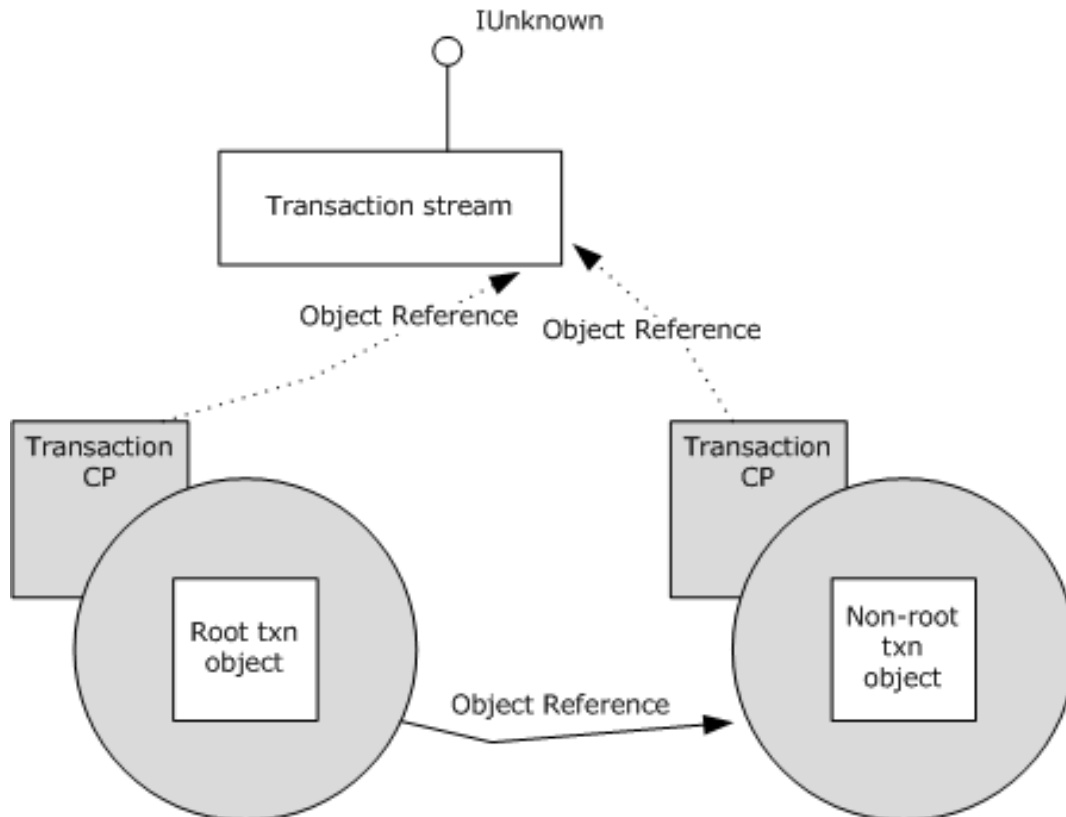 IUnknown
Transaction stream
Object Reference
Object Reference
Transaction
CP
Transaction
CP
Root txn
object
Non-root
txn
object
Object Reference